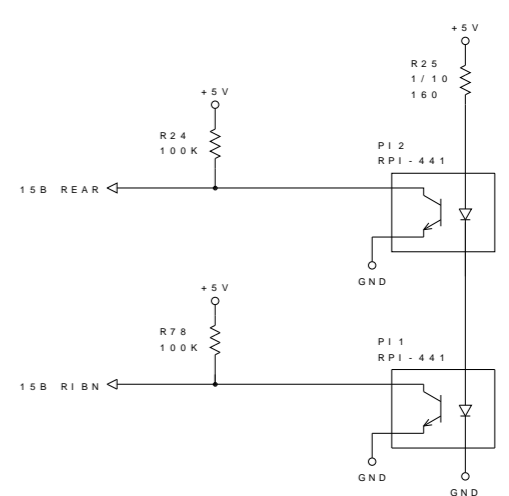 +5V
R25
1/10
160
+5V
R24
100K
PI2
RPI-441
15B REAR
GND
+5V
R78
100K
PI1
RPI-441
15B RIBN
GND
GND